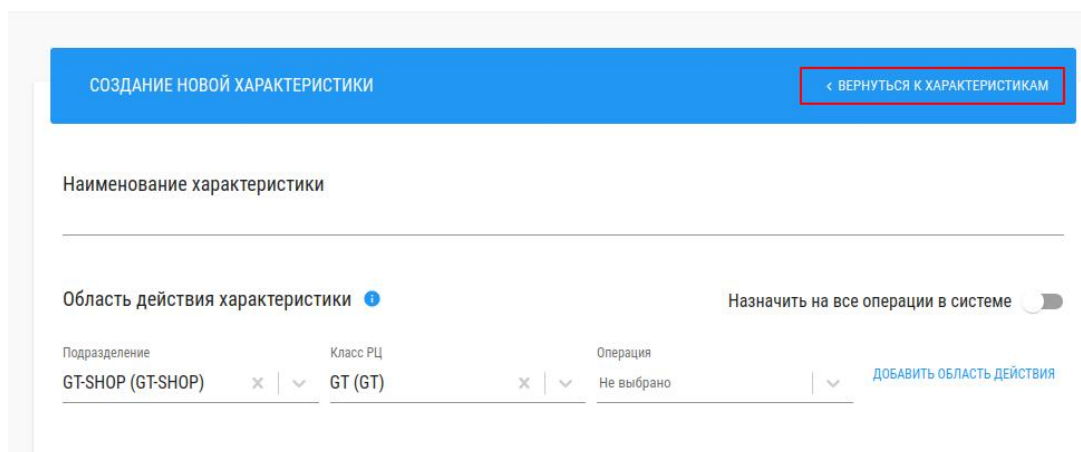 СОЗДАНИЕ НОВОЙ ХАРАКТЕРИСТИКИ
< ВЕРНУТЬСЯ К ХАРАКТЕРИСТИКАМ
Наименование характеристики
Область действия характеристики
Назначить на все операции в системе
Подразделение
Класс РЦ
Операция
GT-SHOP (GT-SHOP)
GT (GT)
Не выбрано
ДОБАВИТЬ ОБЛАСТЬ ДЕЙСТВИЯ